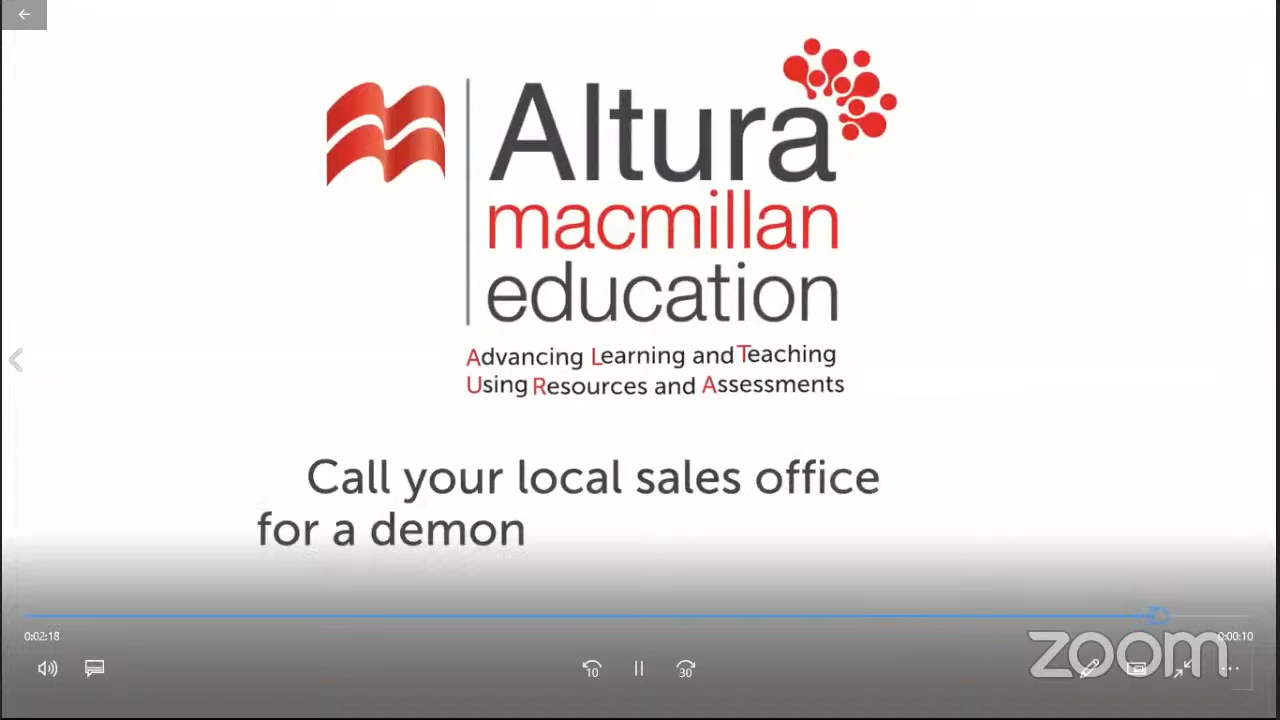 Altura
macmillan
education
Advancing Learning and Teaching
Using Resources and Assessments
Call your local sales office
for a demon
0:02:18
0:00:10
10
30
zoom